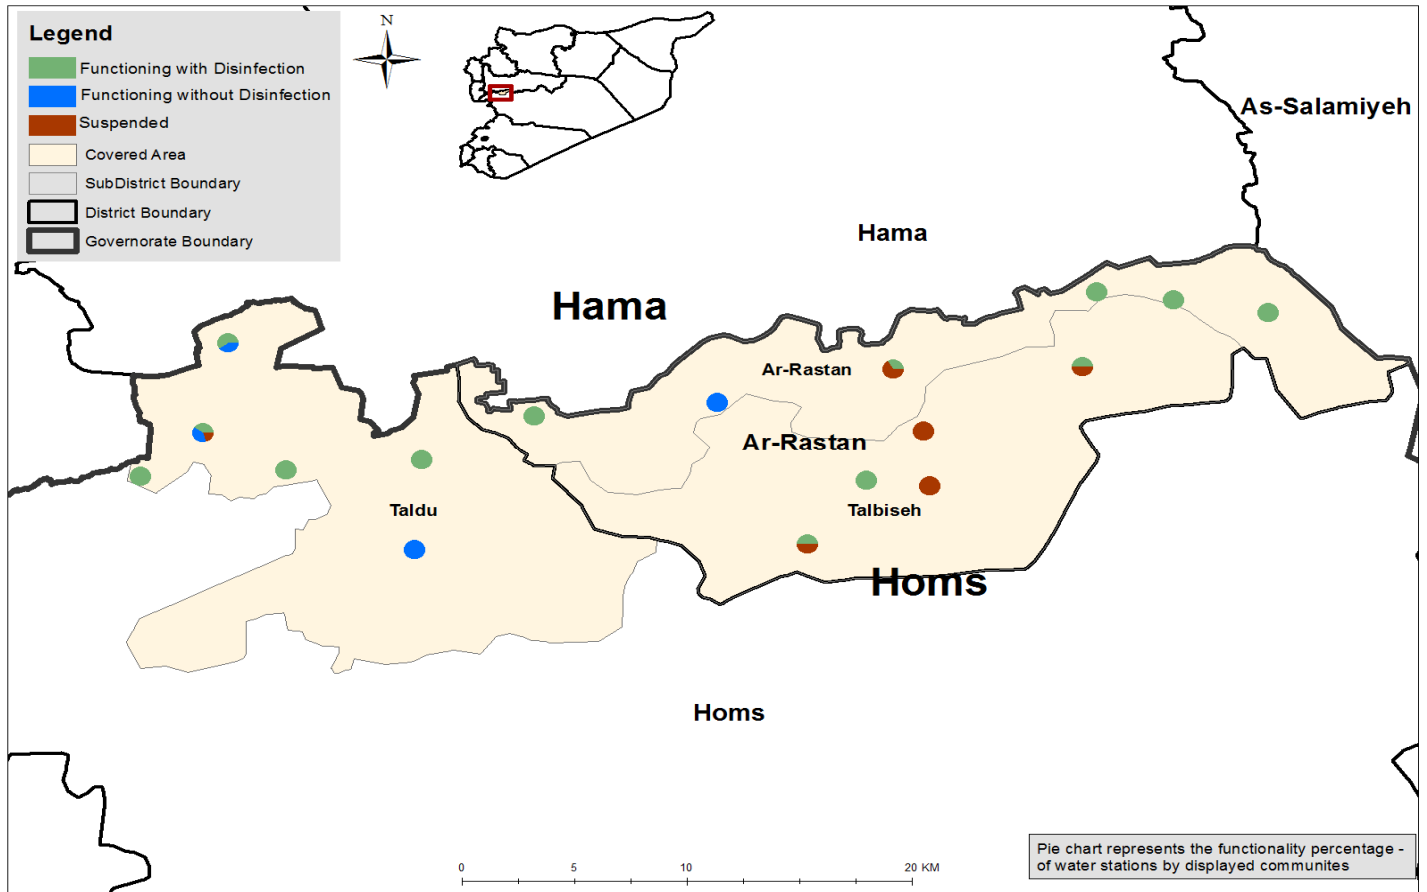 Legend
Functioning with Disinfection
Functioning without Disinfection
Suspended
Covered Area
SubDistrict Boundary
District Boundary
Governorate Boundary
N
As-Salamiyeh
Hama
Hama
Ar-Rastan
Ar-Rastan
Taldu
Talbiseh
Homs
Homs
Pie chart represents the functionality percentage -
of water stations by displayed communites
0 5 10 20 KM